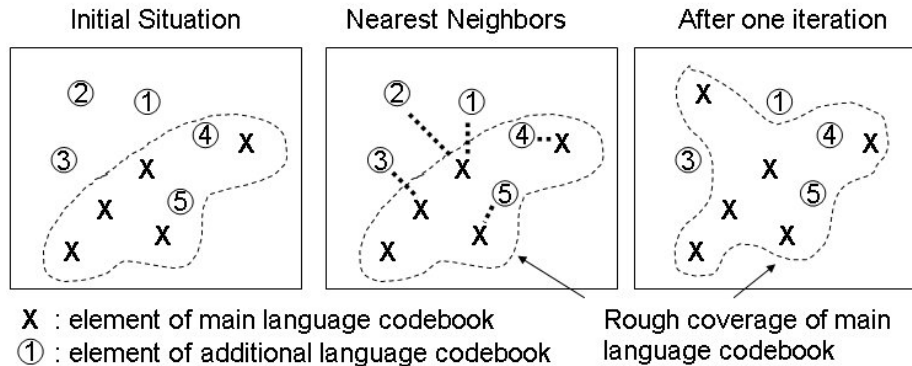 Initial Situation
Nearest Neighbors
After one iteration
② ① ④ X ③ X ⑤ X X X
② ① ④ X ③ X ⑤ X X X
X ① ④ X ③ X ⑤ X X X
X : element of main language codebook
① : element of additional language codebook
Rough coverage of main
language codebook